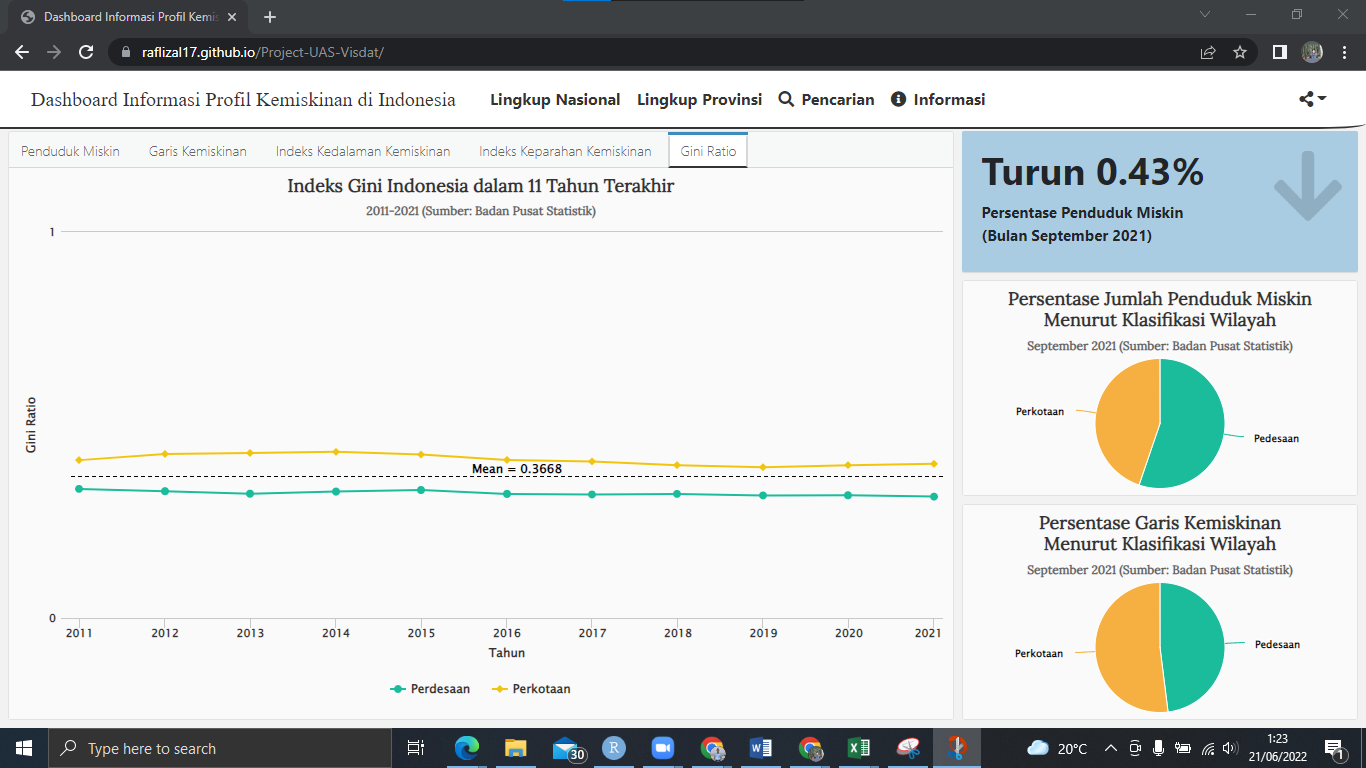 Dashboard Informasi Profil Kemis
raflizal17.github.io/Project-UAS-Visdat/
Dashboard Informasi Profil Kemiskinan di Indonesia
Lingkup Nasional
Lingkup Provinsi
Pencarian
Informasi
Penduduk Miskin
Garis Kemiskinan
Indeks Kedalaman Kemiskinan
Indeks Keparahan Kemiskinan
Gini Ratio
Indeks Gini Indonesia dalam 11 Tahun Terakhir
2011-2021 (Sumber: Badan Pusat Statistik)
1
Gini Ratio
Mean = 0.3668
0
2011 2012 2013 2014 2015 2016 2017 2018 2019 2020 2021
Tahun
Perdesaan Perkotaan
Turun 0.43%
Persentase Penduduk Miskin
(Bulan September 2021)
Persentase Jumlah Penduduk Miskin
Menurut Klasifikasi Wilayah
September 2021 (Sumber: Badan Pusat Statistik)
Perkotaan
Pedesaan
Persentase Garis Kemiskinan
Menurut Klasifikasi Wilayah
September 2021 (Sumber: Badan Pusat Statistik)
Perkotaan
Pedesaan
Type here to search
30
R
20°C
1:23
21/06/2022
1